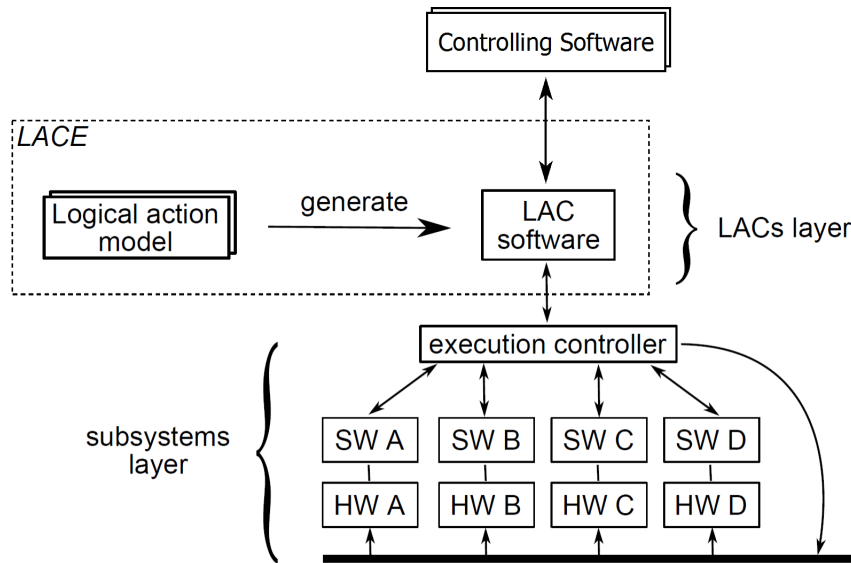 Controlling Software
LACE
Logical action
model
generate
LAC
software
LACs layer
execution controller
subsystems
layer
SW A
SW B
SW C
SW D
HW A
HW B
HW C
HW D